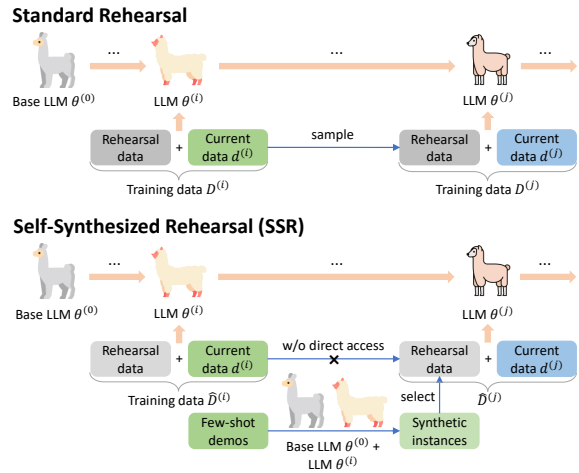 Standard Rehearsal
... ... ...
Base LLM θ⁽⁰⁾ LLM θ⁽ⁱ⁾ LLM θ⁽ʲ⁾
Rehearsal data + Current data d⁽ⁱ⁾ sample Rehearsal data + Current data d⁽ʲ⁾
Training data D⁽ⁱ⁾ Training data D⁽ʲ⁾
Self-Synthesized Rehearsal (SSR)
... ... ...
Base LLM θ⁽⁰⁾ LLM θ⁽ⁱ⁾ LLM θ⁽ʲ⁾
Rehearsal data + Current data d⁽ⁱ⁾ w/o direct access Rehearsal data + Current data d⁽ʲ⁾
Training data D̂⁽ⁱ⁾ select D̂⁽ʲ⁾
Few-shot demos Base LLM θ⁽⁰⁾ + Synthetic instances
LLM θ⁽ⁱ⁾